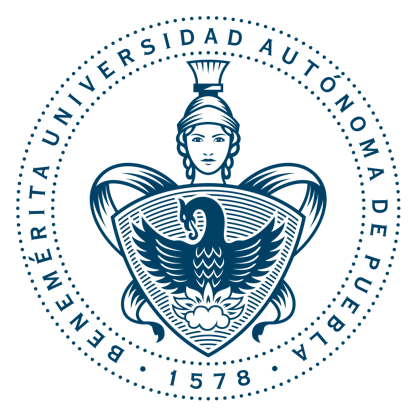 BENEMÉRITA UNIVERSIDAD AUTÓNOMA DE PUEBLA
· 1578 ·